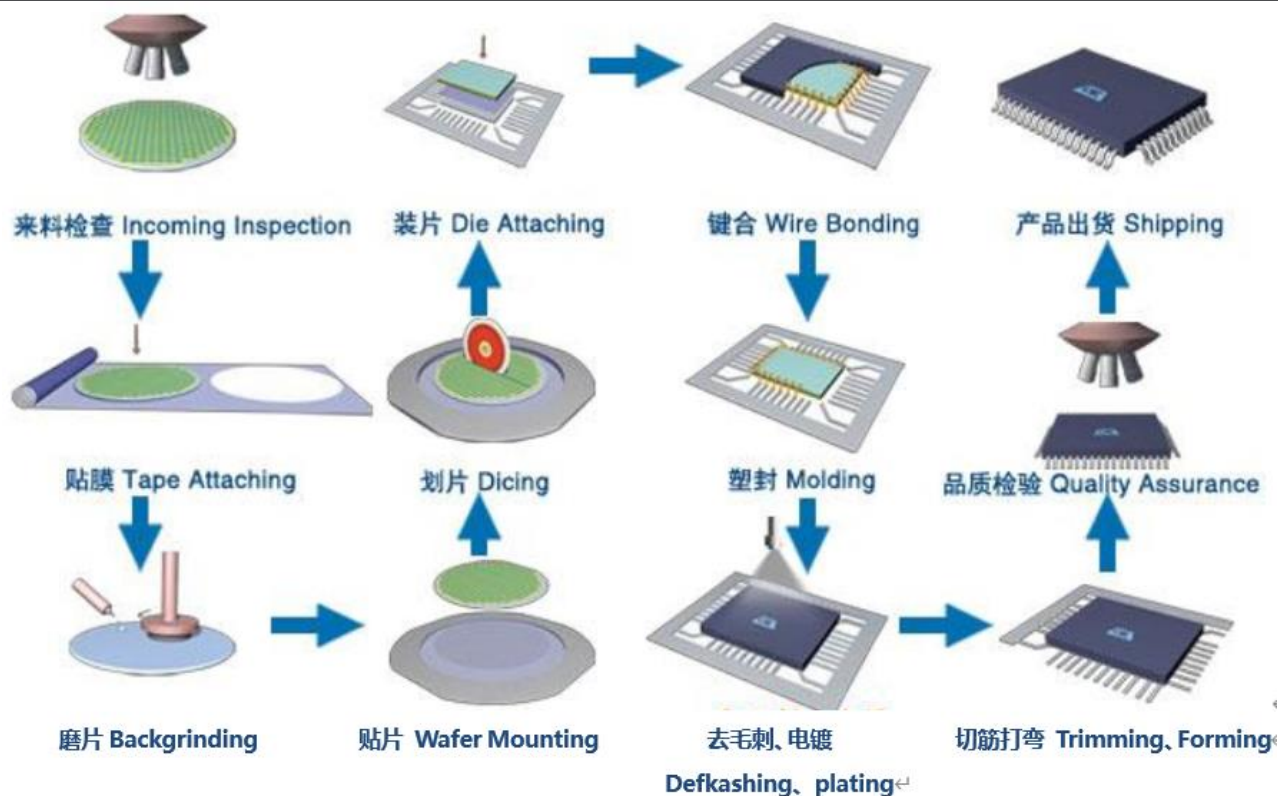 来料检查 Incoming Inspection
装片 Die Attaching
键合 Wire Bonding
产品出货 Shipping
贴膜 Tape Attaching
划片 Dicing
塑封 Molding
品质检验 Quality Assurance
磨片 Backgrinding
贴片 Wafer Mounting
去毛刺、电镀
Defkashing、plating↵
切筋打弯 Trimming、Forming